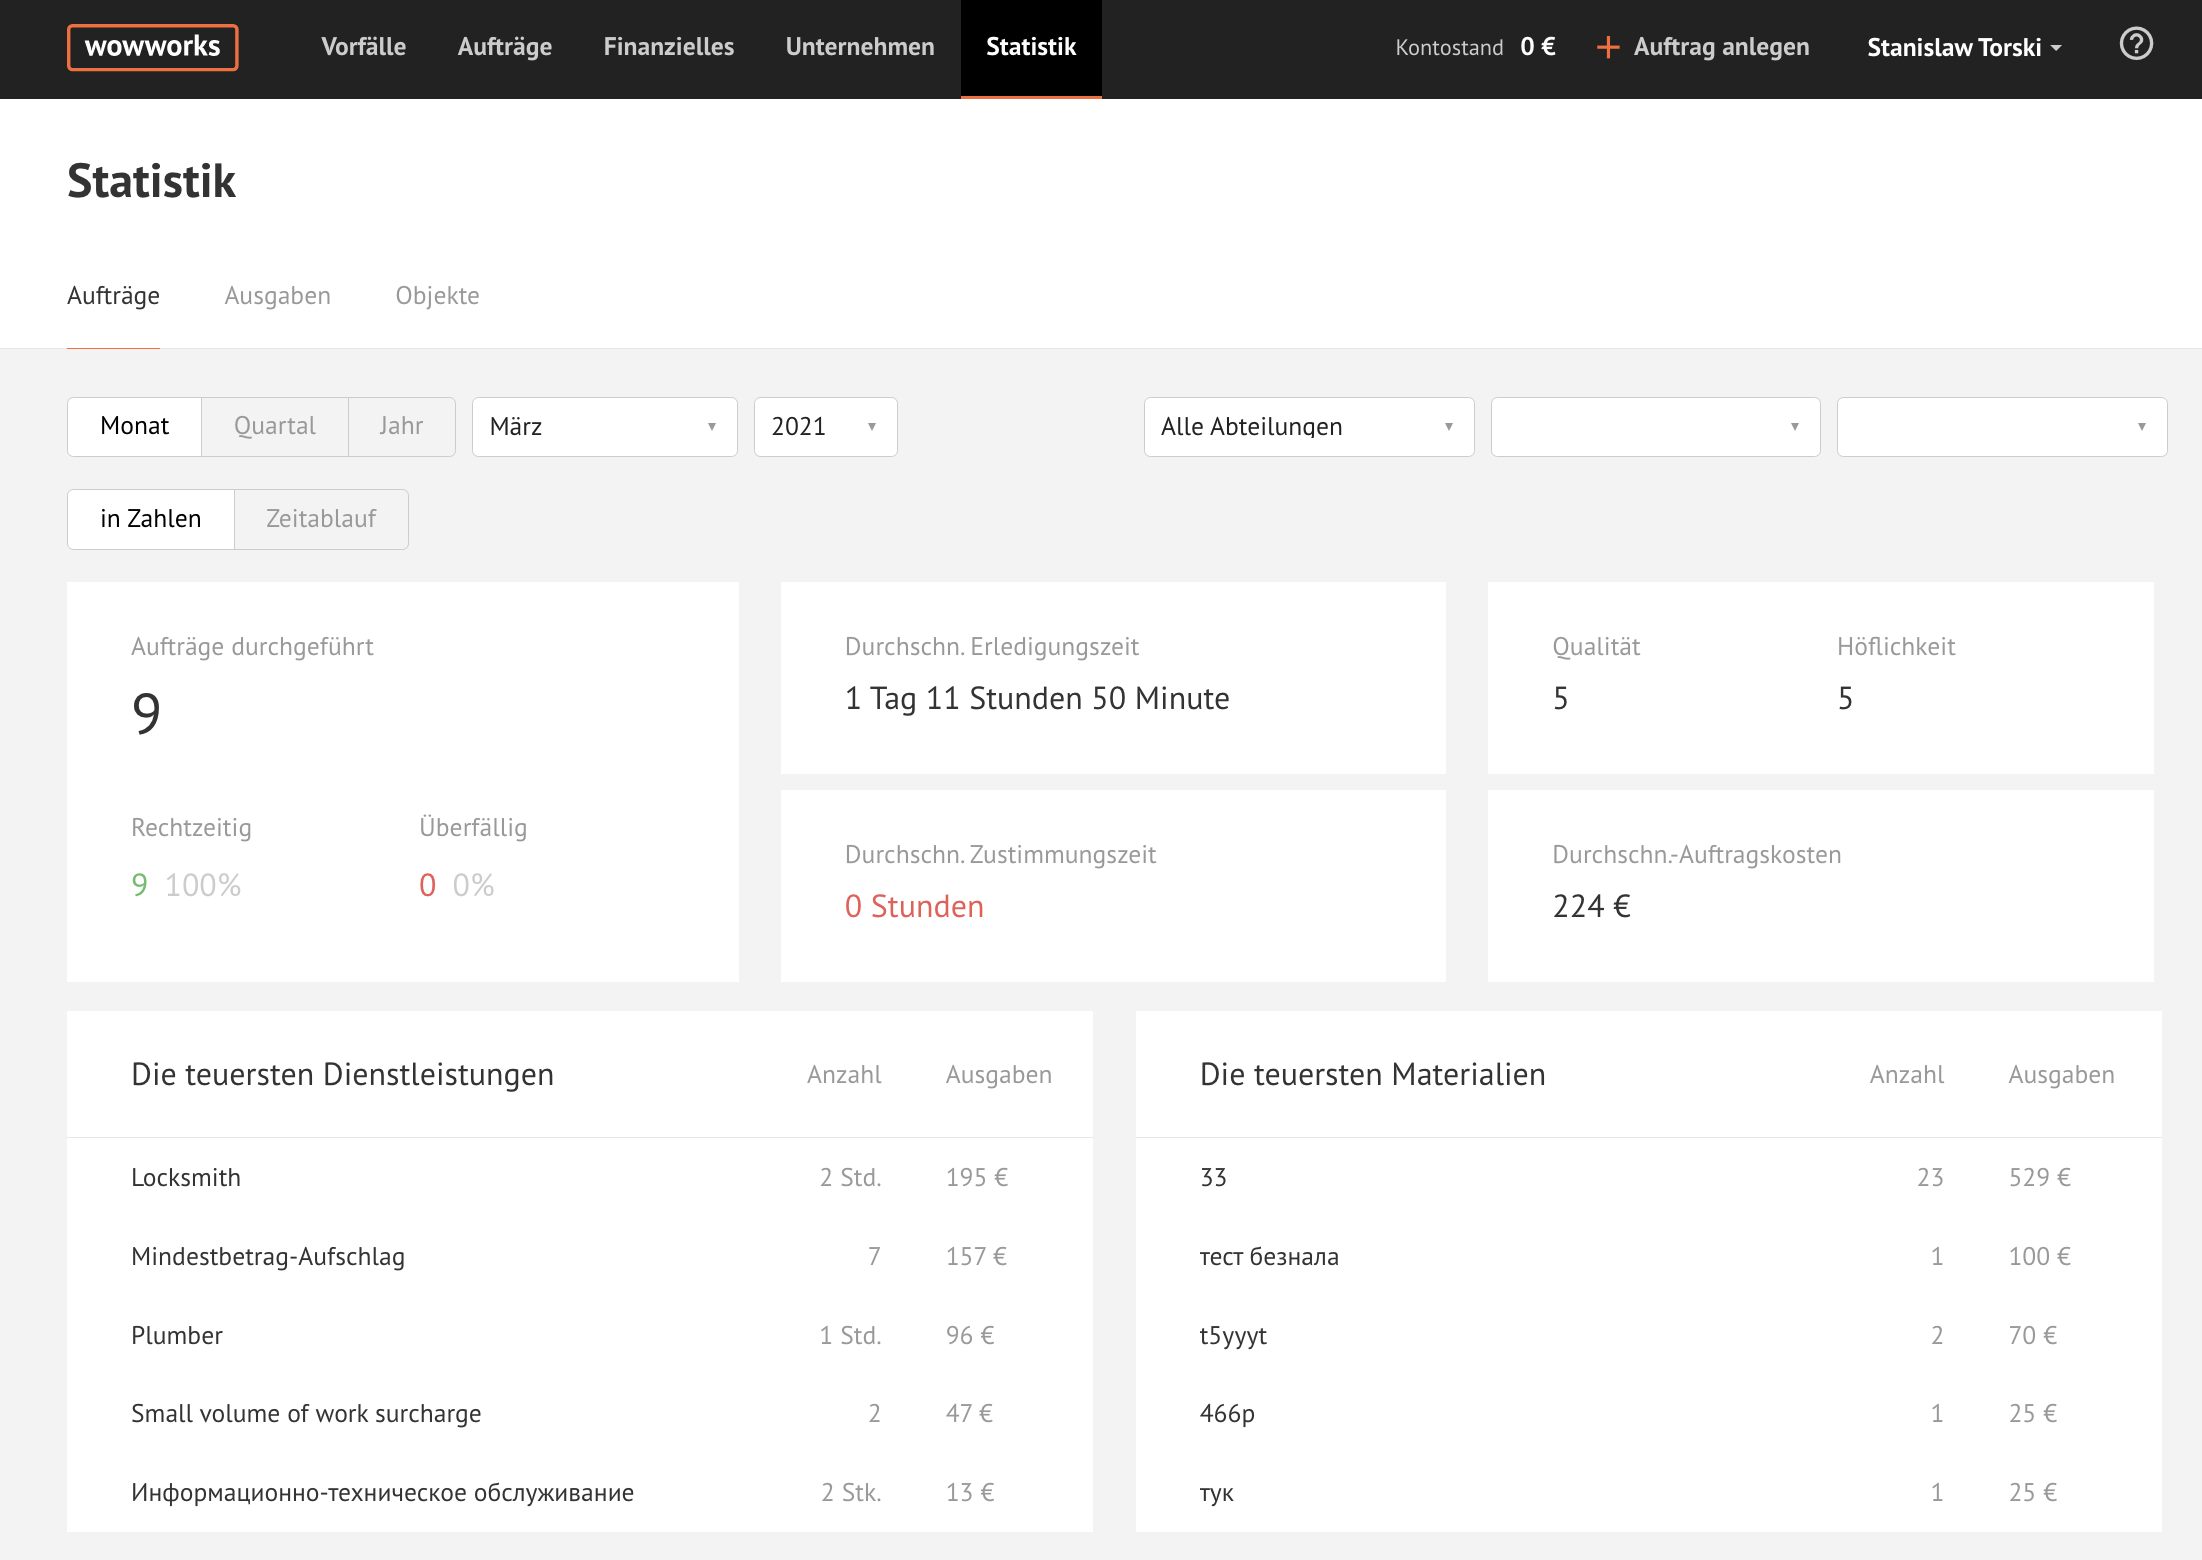 wowworks Vorfälle Aufträge Finanzielles Unternehmen Statistik Kontostand 0 € + Auftrag anlegen Stanislaw Torski ?
Statistik
Aufträge Ausgaben Objekte
Monat Quartal Jahr März 2021 Alle Abteilungen
in Zahlen Zeitablauf
Aufträge durchgeführt
9
Rechtzeitig Überfällig
9 100% 0 0%
Durchschn. Erledigungszeit
1 Tag 11 Stunden 50 Minute
Qualität Höflichkeit
5 5
Durchschn. Zustimmungszeit
0 Stunden
Durchschn.-Auftragskosten
224 €
Die teuersten Dienstleistungen Anzahl Ausgaben
Locksmith 2 Std. 195 €
Mindestbetrag-Aufschlag 7 157 €
Plumber 1 Std. 96 €
Small volume of work surcharge 2 47 €
Информационно-техническое обслуживание 2 Stk. 13 €
Die teuersten Materialien Anzahl Ausgaben
33 23 529 €
тест безнала 1 100 €
t5yyyt 2 70 €
466р 1 25 €
тук 1 25 €